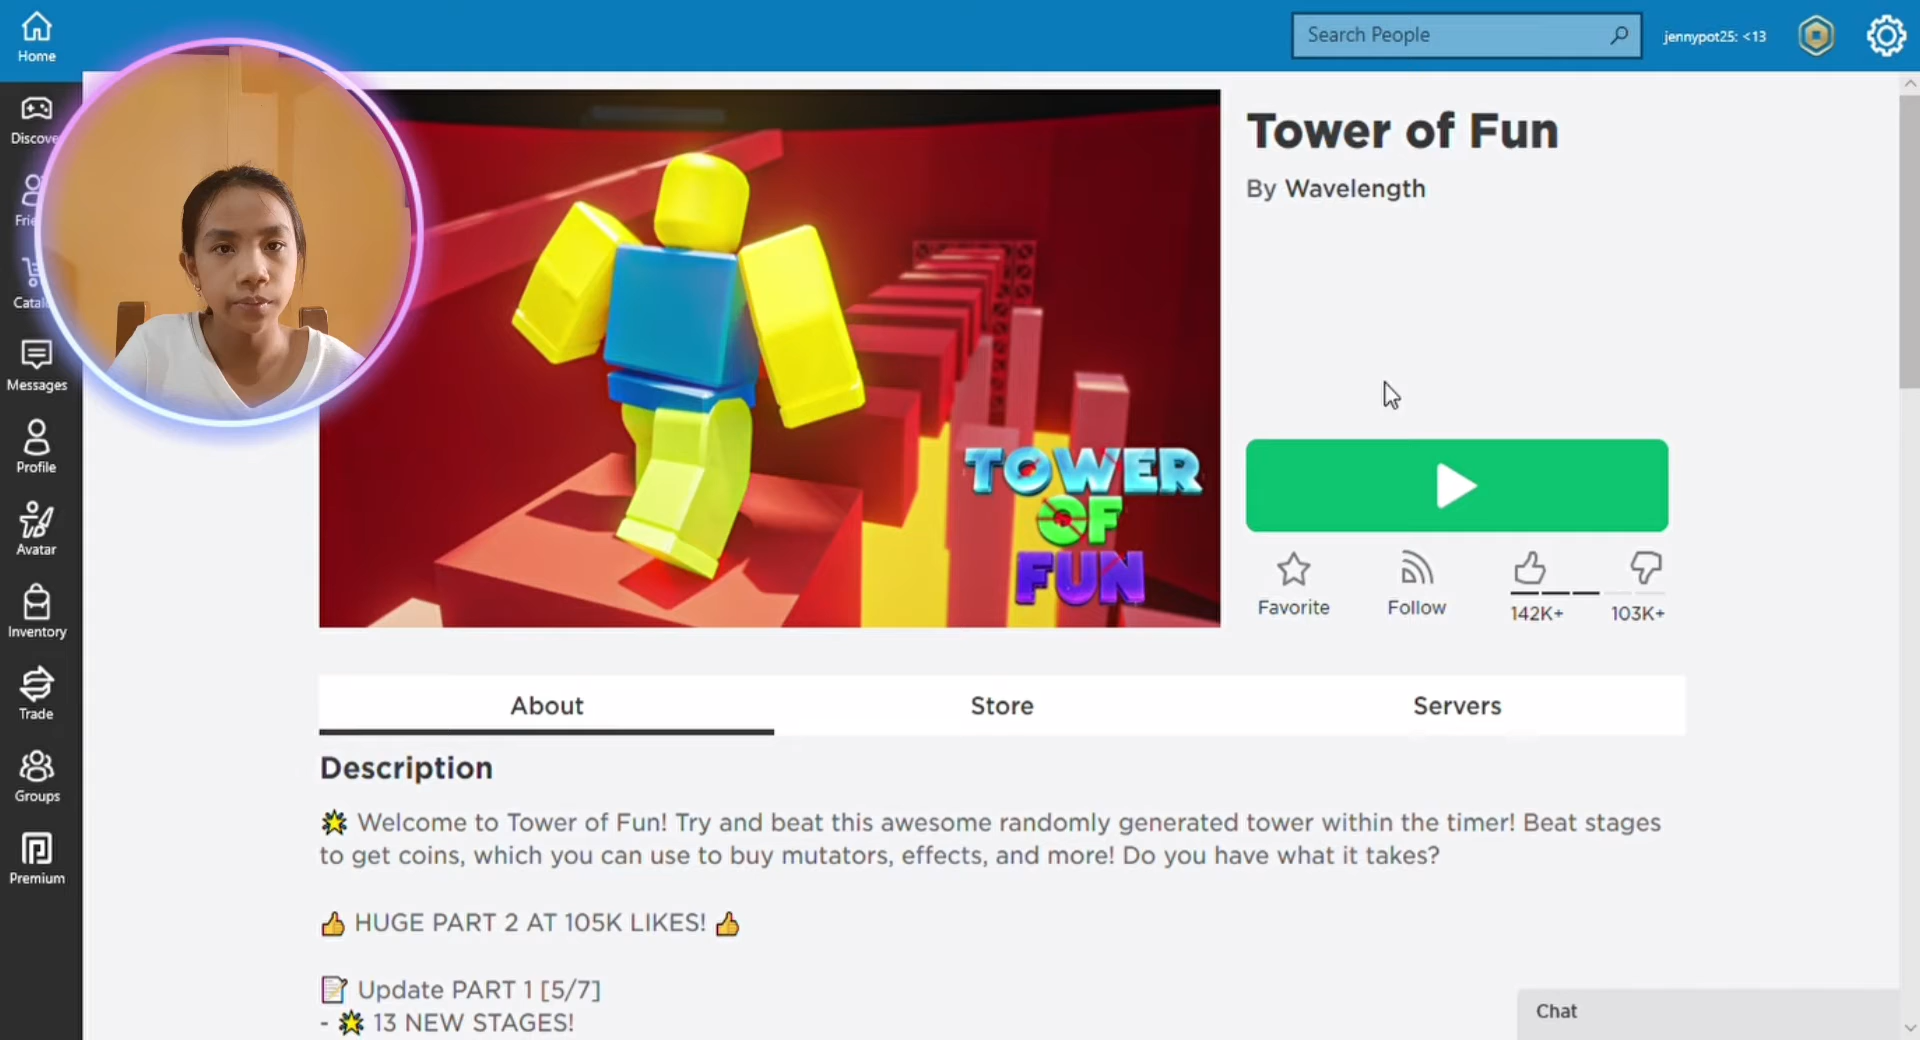 Home
Search People
jennypot25: <13
Discove
Frie
Catal
Messages
Profile
Avatar
Inventory
Trade
Groups
Premium
TOWER
OF
FUN
Tower of Fun
By Wavelength
Favorite
Follow
142K+
103K+
About
Store
Servers
Description
🌟 Welcome to Tower of Fun! Try and beat this awesome randomly generated tower within the timer! Beat stages
to get coins, which you can use to buy mutators, effects, and more! Do you have what it takes?
👍 HUGE PART 2 AT 105K LIKES! 👍
📝 Update PART 1 [5/7]
- 🌟 13 NEW STAGES!
Chat